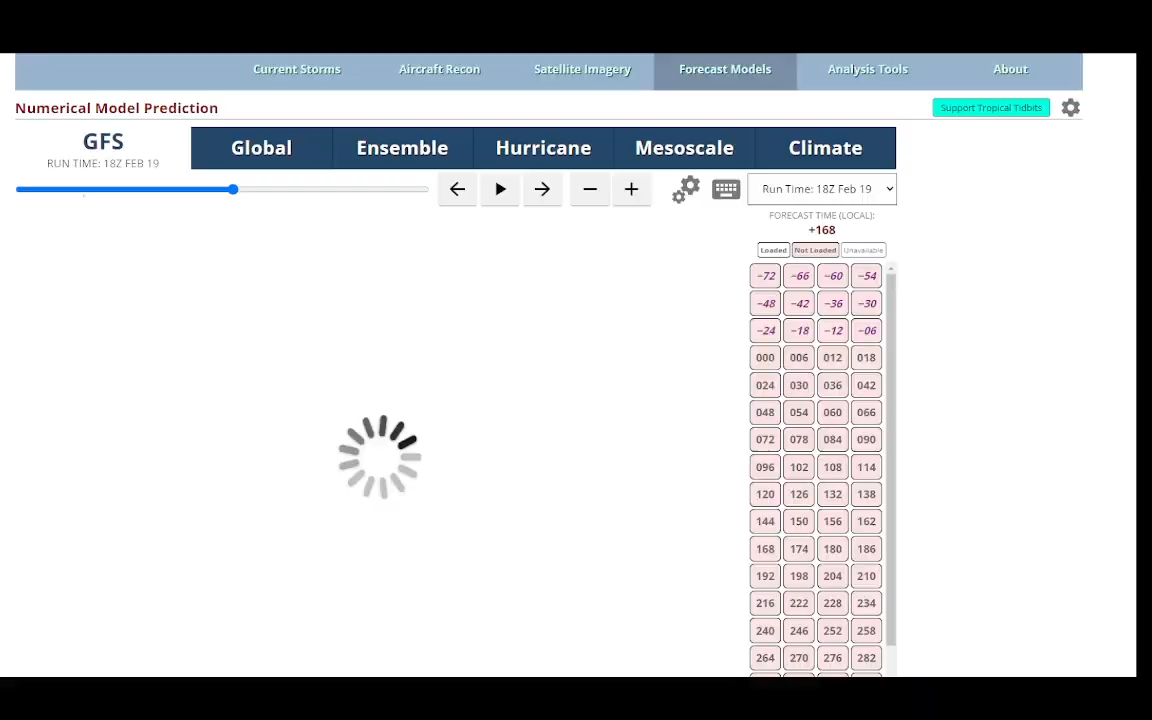 Current Storms Aircraft Recon Satellite Imagery Forecast Models Analysis Tools About
Numerical Model Prediction Support Tropical Tidbits
GFS Global Ensemble Hurricane Mesoscale Climate
RUN TIME: 18Z FEB 19
Run Time: 18Z Feb 19
FORECAST TIME (LOCAL):
+168
Loaded Not Loaded Unavailable
−72 −66 −60 −54
−48 −42 −36 −30
−24 −18 −12 −06
000 006 012 018
024 030 036 042
048 054 060 066
072 078 084 090
096 102 108 114
120 126 132 138
144 150 156 162
168 174 180 186
192 198 204 210
216 222 228 234
240 246 252 258
264 270 276 282